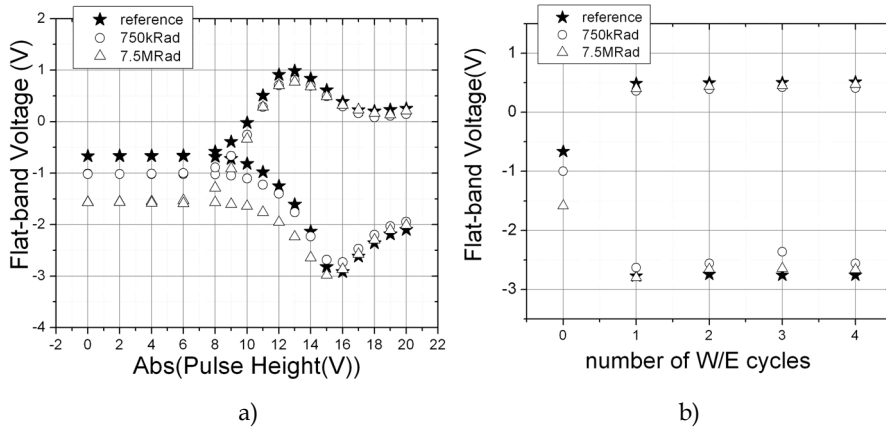 reference
750kRad
7.5MRad
Flat-band Voltage (V)
2
1
0
-1
-2
-3
-4
-2 0 2 4 6 8 10 12 14 16 18 20 22
Abs(Pulse Height(V))
a)
reference
750kRad
7.5MRad
Flat-band Voltage(V)
1
0
-1
-2
-3
0 1 2 3 4
number of W/E cycles
b)